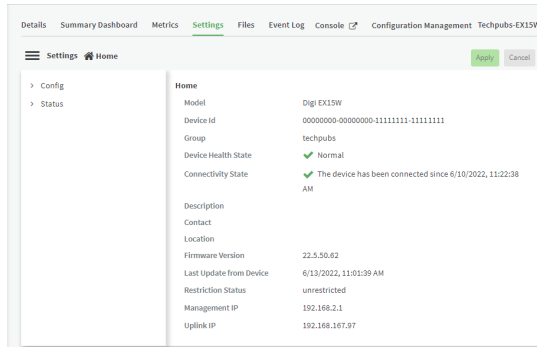 Details Summary Dashboard Metrics Settings Files Event Log Console Configuration Management Techpubs-EX15W
Settings Home Apply Cancel
> Config
> Status
Home
Model Digi EX15W
Device Id 00000000-00000000-11111111-11111111
Group techpubs
Device Health State Normal
Connectivity State The device has been connected since 6/10/2022, 11:22:38
AM
Description
Contact
Location
Firmware Version 22.5.50.62
Last Update from Device 6/13/2022, 11:01:39 AM
Restriction Status unrestricted
Management IP 192.168.2.1
Uplink IP 192.168.167.97